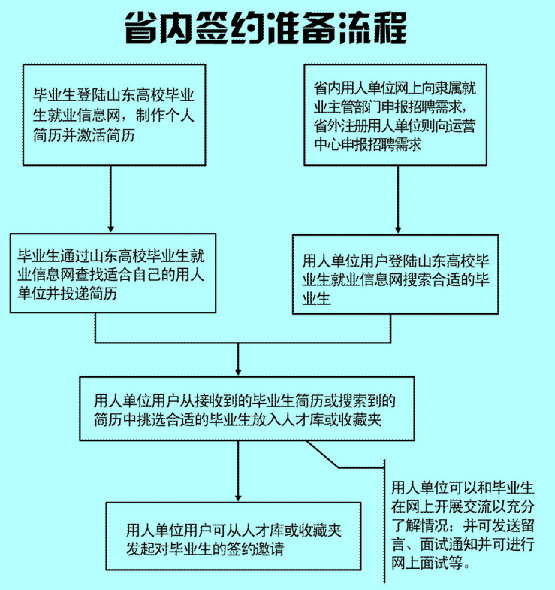 省内签约准备流程
毕业生登陆山东高校毕业
生就业信息网，制作个人
简历并激活简历
省内用人单位网上向隶属就
业主管部门申报招聘需求，
省外注册用人单位则向运营
中心申报招聘需求
毕业生通过山东高校毕业生就
业信息网查找适合自己的用人
单位并投递简历
用人单位用户登陆山东高校毕
业生就业信息网搜索合适的毕
业生
用人单位用户从接收到的毕业生简历或搜索到的
简历中挑选合适的毕业生放入人才库或收藏夹
用人单位可以和毕业生
在网上开展交流以充分
了解情况；并可发送留
言、面试通知并可进行
网上面试等。
用人单位用户可从人才库或收藏夹
发起对毕业生的签约邀请